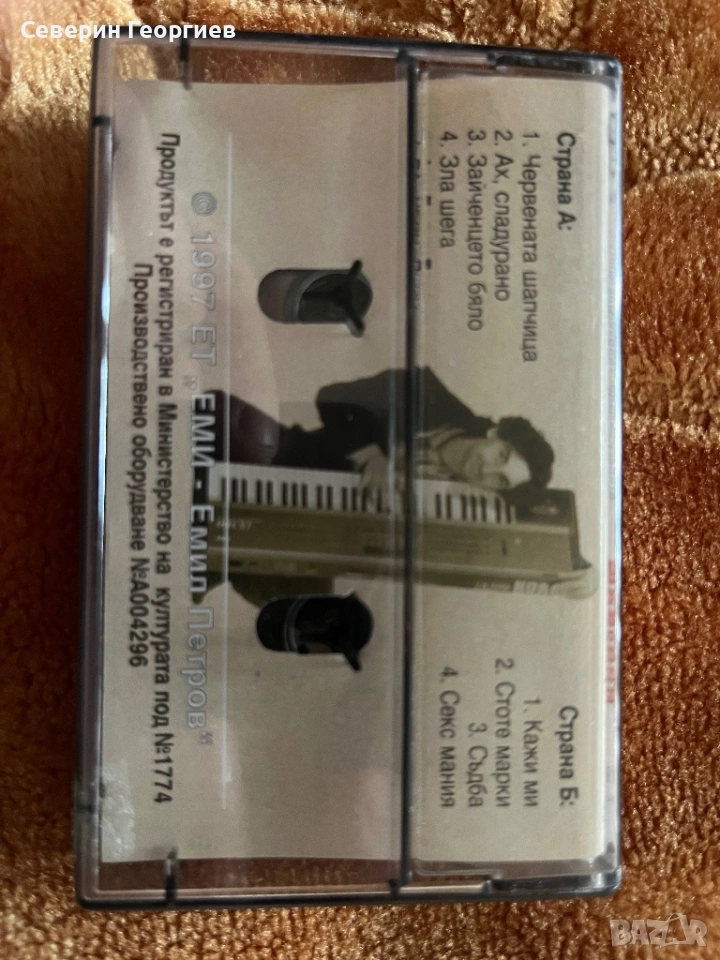 Северин Георгиев
Страна А:
1. Червената шапчица
2. Ах, сладурано
3. Зайченцето бяло
4. Зла шега
Страна Б:
1. Кажи ми
2. Стоте марки
3. Съдба
4. Секс мания
© 1997 ЕТ "ЕМИ - Емил Петров"
Продуктът е регистриран в Министерство на културата под №1774
Производствено оборудване №А004296
BAZAR